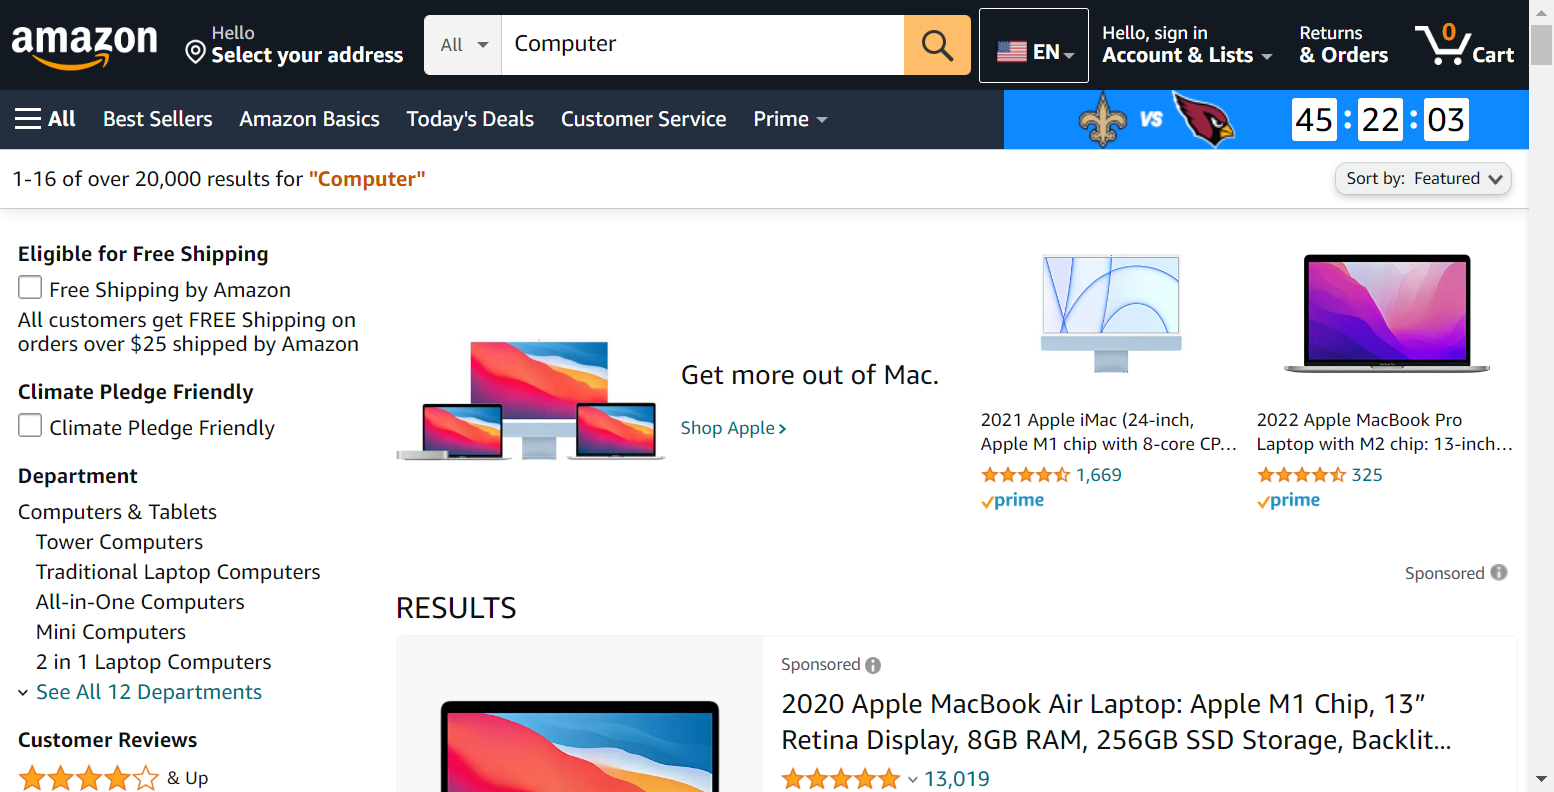 amazon
Hello
Select your address
All
Computer
EN
Hello, sign in
Account & Lists
Returns
& Orders
0
Cart
All
Best Sellers
Amazon Basics
Today's Deals
Customer Service
Prime
VS
45 : 22 : 03
1-16 of over 20,000 results for "Computer"
Sort by: Featured
Eligible for Free Shipping
Free Shipping by Amazon
All customers get FREE Shipping on
orders over $25 shipped by Amazon
Climate Pledge Friendly
Climate Pledge Friendly
Department
Computers & Tablets
Tower Computers
Traditional Laptop Computers
All-in-One Computers
Mini Computers
2 in 1 Laptop Computers
See All 12 Departments
Customer Reviews
& Up
Get more out of Mac.
Shop Apple
2021 Apple iMac (24-inch,
Apple M1 chip with 8-core CP...
1,669
prime
2022 Apple MacBook Pro
Laptop with M2 chip: 13-inch...
325
prime
Sponsored
RESULTS
Sponsored
2020 Apple MacBook Air Laptop: Apple M1 Chip, 13”
Retina Display, 8GB RAM, 256GB SSD Storage, Backlit...
13,019